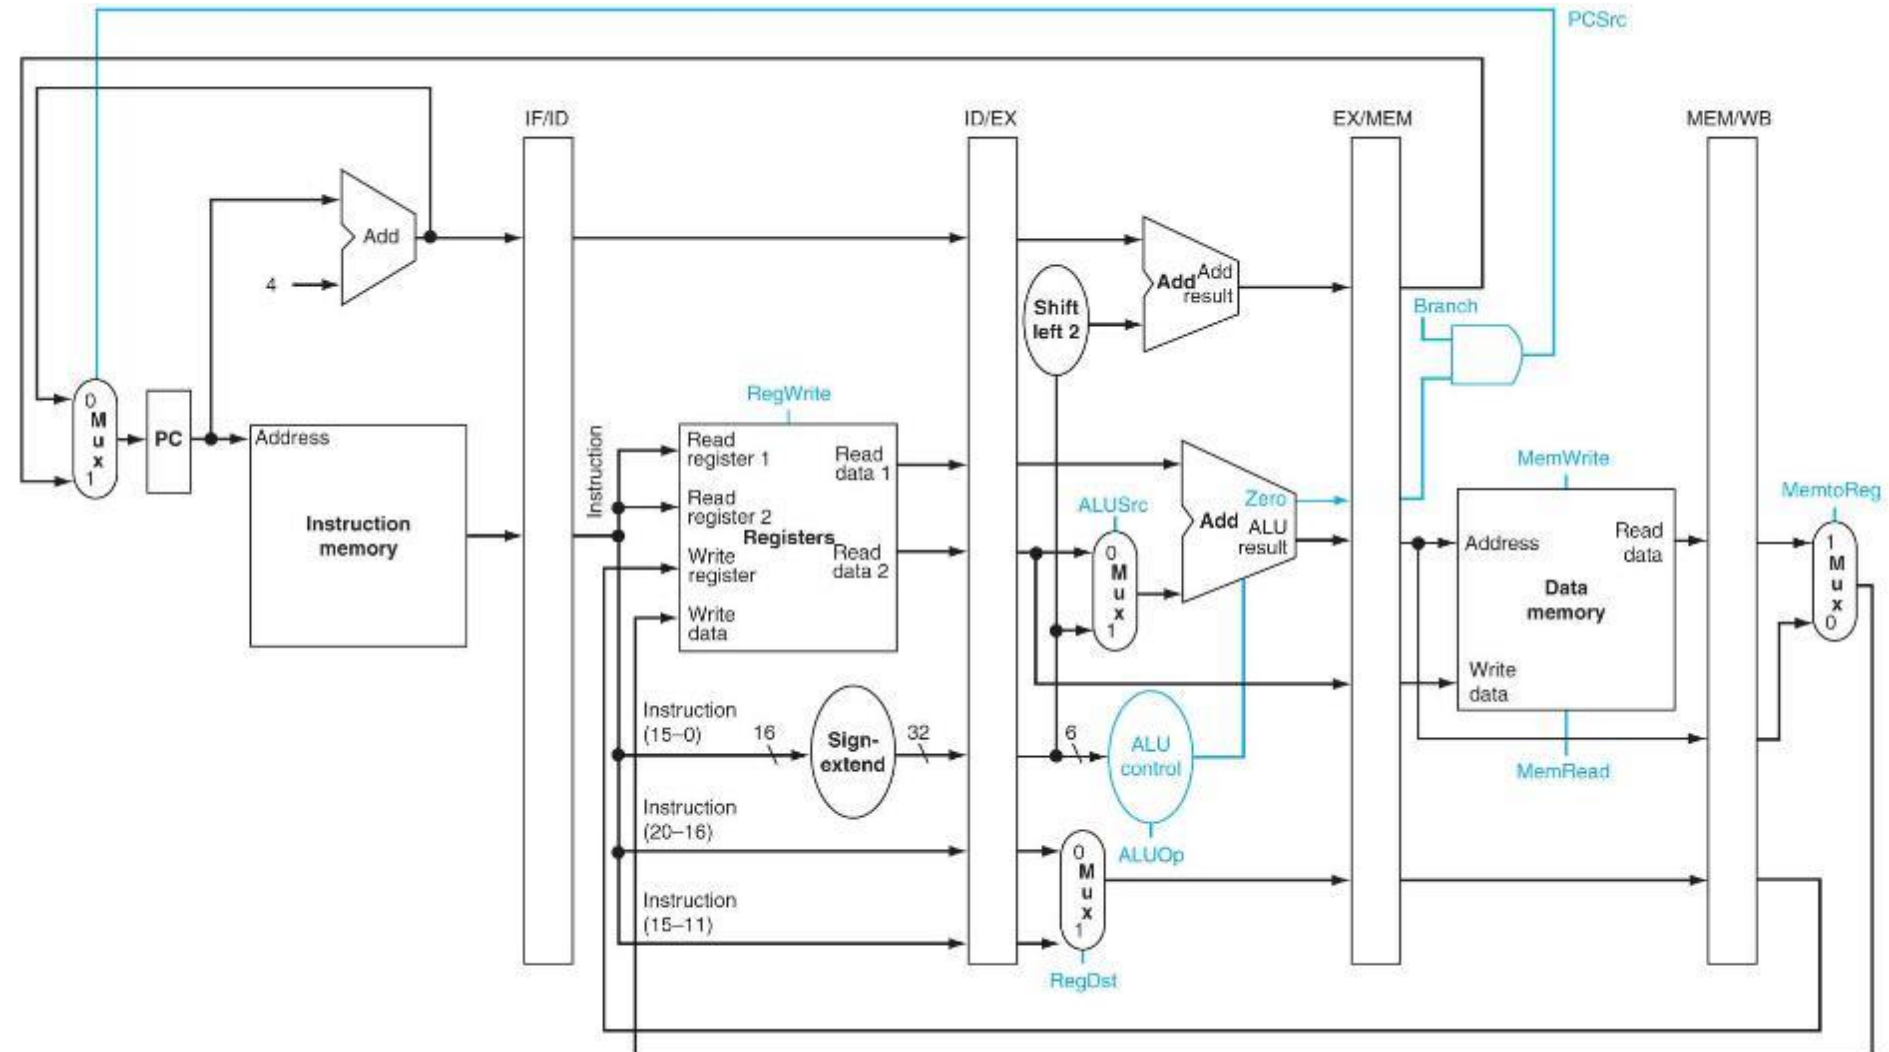 PCSrc
IF/ID
ID/EX
EX/MEM
MEM/WB
Add
4
Add
Add
result
Shift
left 2
Branch
0
M
u
x
1
PC
Address
Instruction
memory
Instruction
RegWrite
Read
register 1
Read
register 2
Write
register
Write
data
Registers
Read
data 1
Read
data 2
ALUSrc
0
M
u
x
1
Zero
Add
ALU
result
MemWrite
Address
Read
data
Data
memory
Write
data
MemRead
MemtoReg
1
M
u
x
0
Instruction
(15–0)
16
Sign-
extend
32
6
ALU
control
ALUOp
Instruction
(20–16)
Instruction
(15–11)
0
M
u
x
1
RegDst